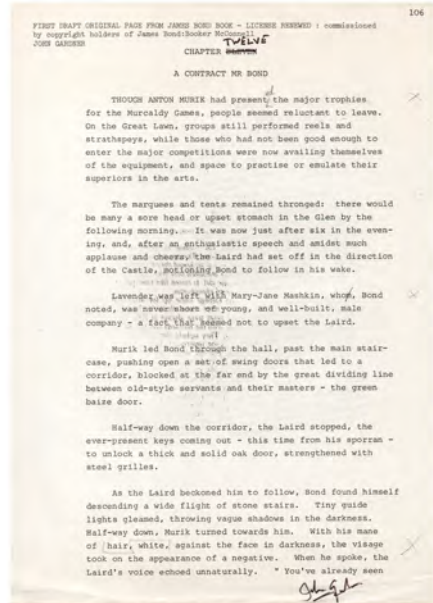 106
FIRST DRAFT ORIGINAL PAGE FROM JAMES BOND BOOK - LICENSE RENEWED : commissioned
by copyright holders of James Bond:Booker McConnell
JOHN GARDNER
TWELVE
CHAPTER ELEVEN
A CONTRACT MR BOND
THOUGH ANTON MURIK had presented the major trophies
for the Murcaldy Games, people seemed reluctant to leave.
On the Great Lawn, groups still performed reels and
strathspeys, while those who had not been good enough to
enter the major competitions were now availing themselves
of the equipment, and space to practise or emulate their
superiors in the arts.
The marquees and tents remained thronged: there would
be many a sore head or upset stomach in the Glen by the
following morning. It was now just after six in the even-
ing, and, after an enthusiastic speech and amidst much
applause and cheers, the Laird had set off in the direction
of the Castle, motioning Bond to follow in his wake.
Lavender was left with Mary-Jane Mashkin, who, Bond
noted, was never short of young, and well-built, male
company - a fact that seemed not to upset the Laird.
Murik led Bond through the hall, past the main stair-
case, pushing open a set of swing doors that led to a
corridor, blocked at the far end by the great dividing line
between old-style servants and their masters - the green
baize door.
Half-way down the corridor, the Laird stopped, the
ever-present keys coming out - this time from his sporran -
to unlock a thick and solid oak door, strengthened with
steel grilles.
As the Laird beckoned him to follow, Bond found himself
descending a wide flight of stone stairs. Tiny guide
lights gleamed, throwing vague shadows in the darkness.
Half-way down, Murik turned towards him. With his mane
of hair, white, against the face in darkness, the visage
took on the appearance of a negative. When he spoke, the
Laird's voice echoed unnaturally. " You've already seen